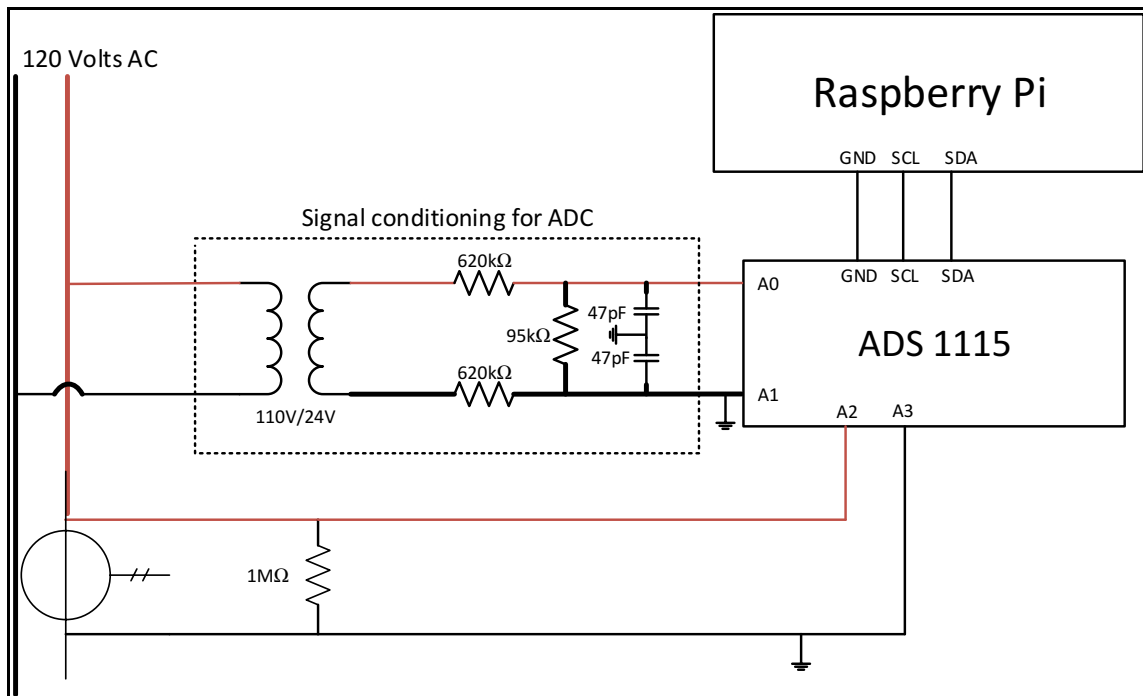 120 Volts AC
Raspberry Pi
GND SCL SDA
Signal conditioning for ADC
620kΩ
GND SCL SDA
A0
47pF
95kΩ
47pF
ADS 1115
620kΩ
A1
110V/24V
A2 A3
1MΩ